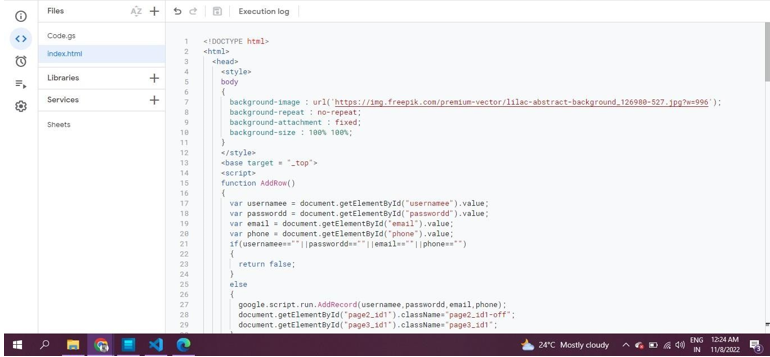 Files
Execution log
Code.gs
index.html
Libraries
Services
Sheets
1 <!DOCTYPE html>
2 <html>
3 <head>
4 <style>
5 body
6 {
7 background-image : url('https://img.freepik.com/premium-vector/lilac-abstract-background_126980-527.jpg?w=996');
8 background-repeat : no-repeat;
9 background-attachment : fixed;
10 background-size : 100% 100%;
11 }
12 </style>
13 <base target = "_top">
14 <script>
15 function AddRow()
16 {
17 var usernamee = document.getElementById("usernamee").value;
18 var passwordd = document.getElementById("passwordd").value;
19 var email = document.getElementById("email").value;
20 var phone = document.getElementById("phone").value;
21 if(usernamee==""||passwordd==""||email==""||phone=="")
22 {
23 return false;
24 }
25 else
26 {
27 google.script.run.AddRecord(usernamee,passwordd,email,phone);
28 document.getElementById("page2_id1").className="page2_id1-off";
29 document.getElementById("page3_id1").className="page3_id1";
24°C Mostly cloudy
ENG
IN
12:24 AM
11/8/2022
3